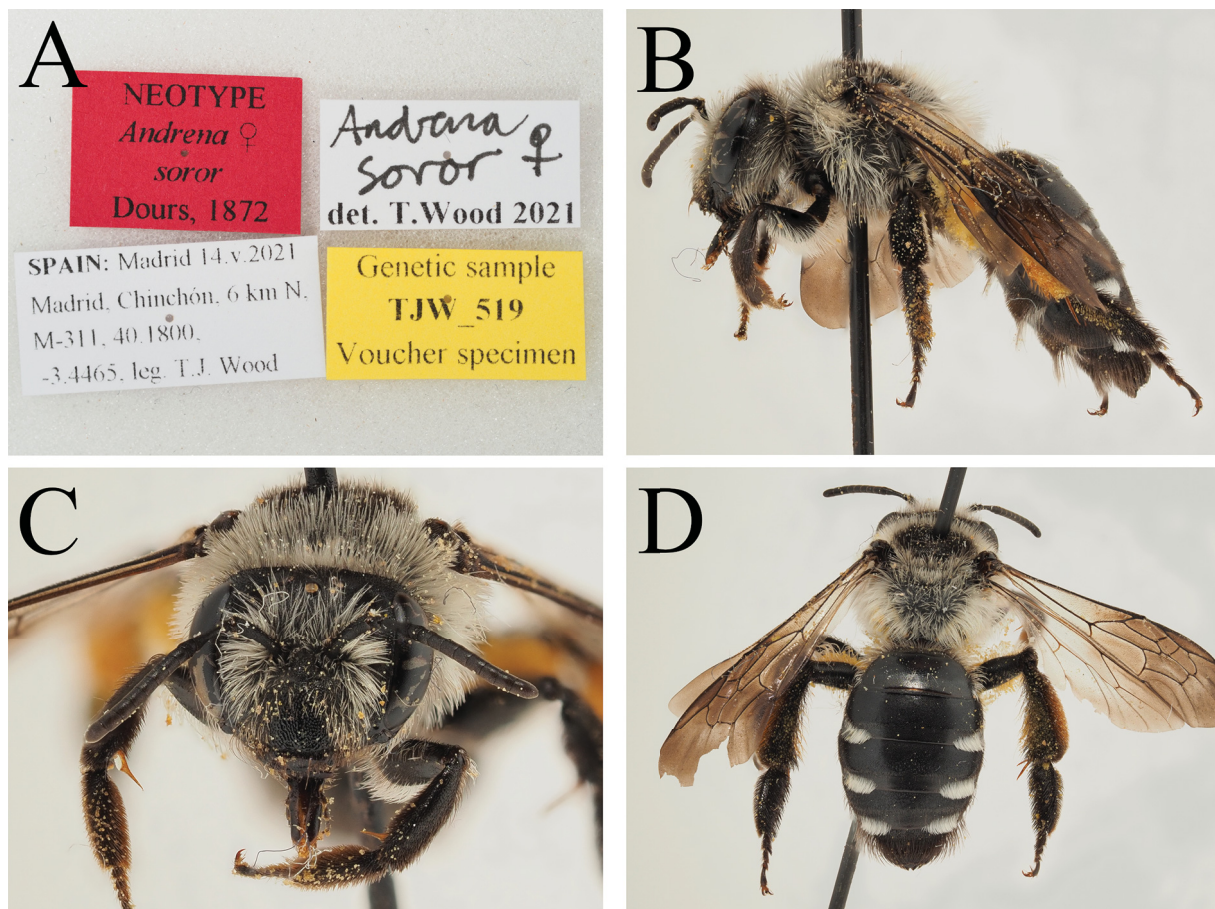 A
NEOTYPE
Andrena ♀
soror
Dours, 1872
Andrena
soror ♀
det. T.Wood 2021
SPAIN: Madrid 14.v.2021
Madrid, Chinchón, 6 km N,
M-311, 40.1800,
-3.4465, leg. T.J. Wood
Genetic sample
TJW_519
Voucher specimen
B
C
D